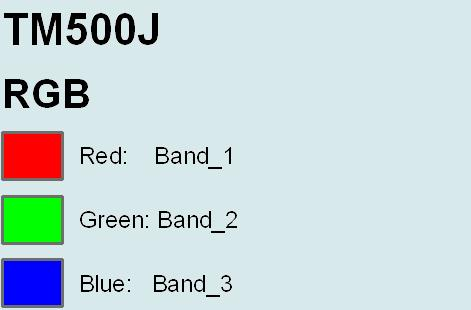 TM500J
RGB
Red: Band_1
Green: Band_2
Blue: Band_3